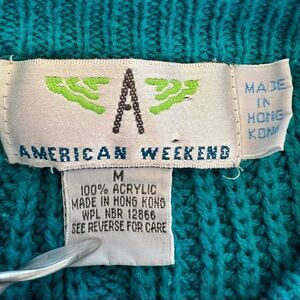 A
AMERICAN WEEKEND
MADE
IN
HONG
KONG
M
100% ACRYLIC
MADE IN HONG KONG
WPL NBR 12866
SEE REVERSE FOR CARE